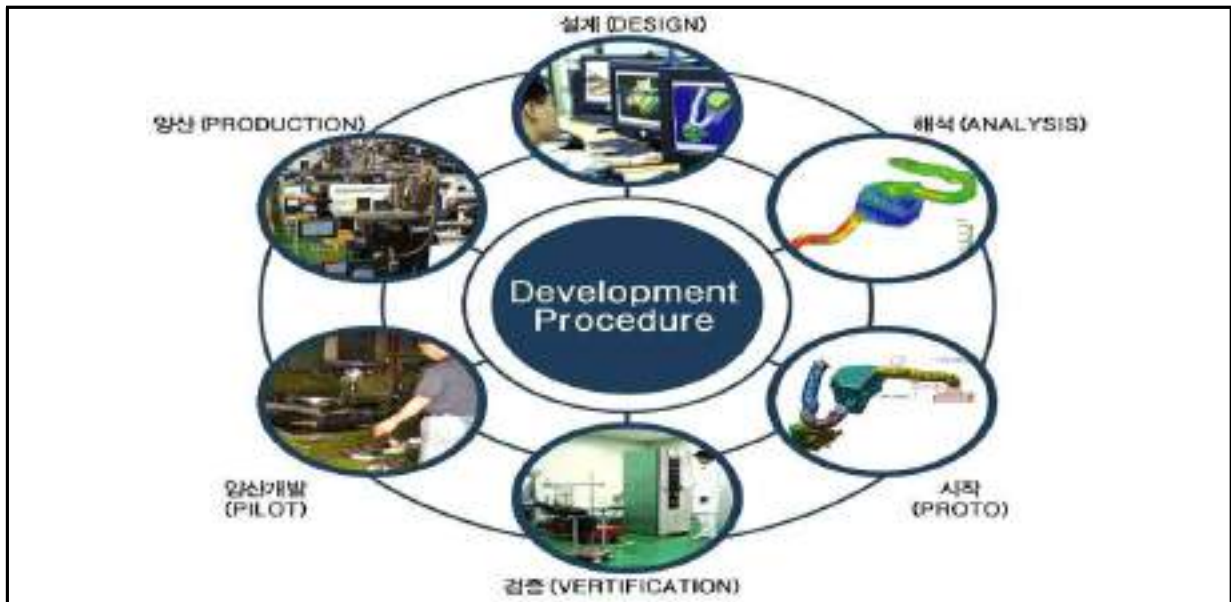 설계 (DESIGN)
양산 (PRODUCTION)
해석 (ANALYSIS)
Development
Procedure
양산개발
(PILOT)
시작
(PROTO)
검증 (VERTIFICATION)